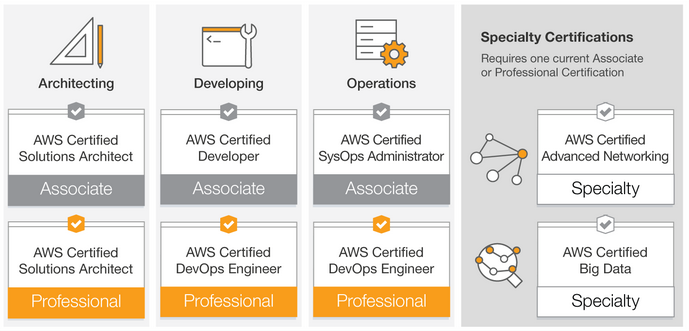 Architecting
AWS Certified
Solutions Architect
Associate
AWS Certified
Solutions Architect
Professional
Developing
AWS Certified
Developer
Associate
AWS Certified
DevOps Engineer
Professional
Operations
AWS Certified
SysOps Administrator
Associate
AWS Certified
DevOps Engineer
Professional
Specialty Certifications
Requires one current Associate
or Professional Certification
AWS Certified
Advanced Networking
Specialty
AWS Certified
Big Data
Specialty